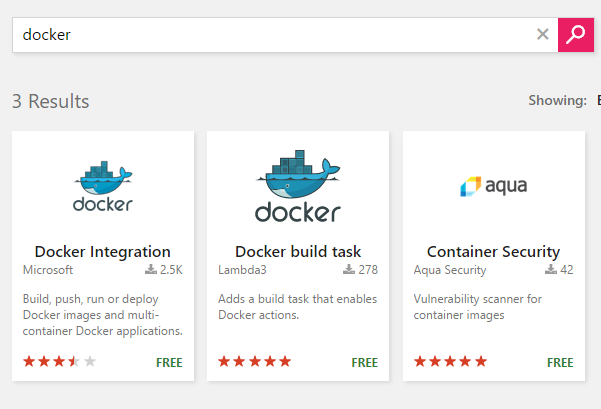 docker
3 Results
Showing:
docker
Docker Integration
Microsoft
2.5K
Build, push, run or deploy
Docker images and multi-
container Docker applications.
FREE
docker
Docker build task
Lambda3
278
Adds a build task that enables
Docker actions.
FREE
aqua
Container Security
Aqua Security
42
Vulnerability scanner for
container images
FREE